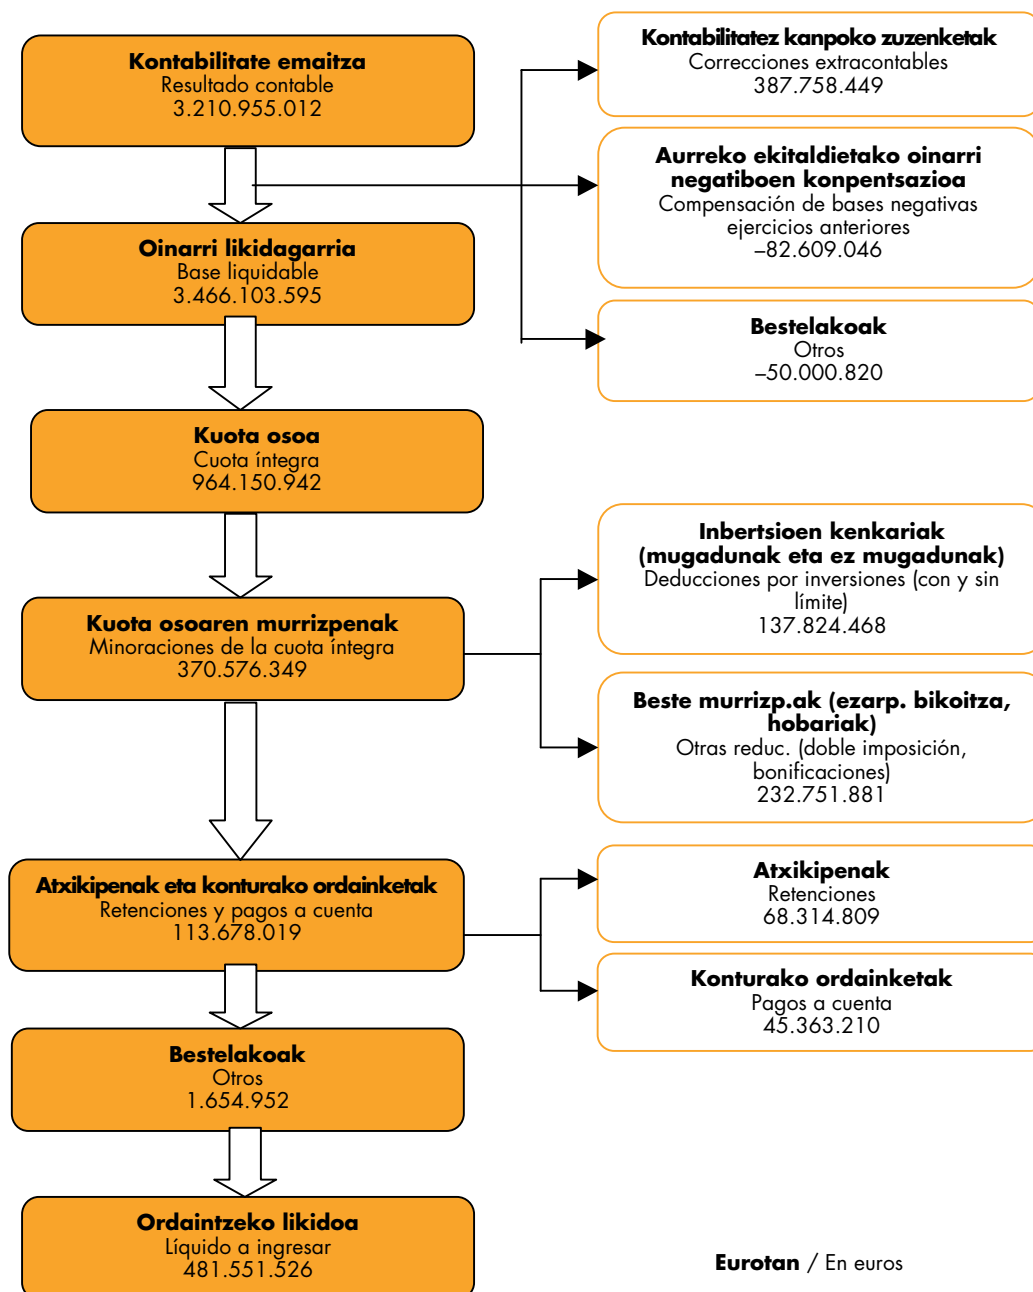 Kontabilitate emaitza
Resultado contable
3.210.955.012
Kontabilitatez kanpoko zuzenketak
Correcciones extracontables
387.758.449
Aurreko ekitaldietako oinarri
negatiboen konpentsazioa
Compensación de bases negativas
ejercicios anteriores
–82.609.046
Oinarri likidagarria
Base liquidable
3.466.103.595
Bestelakoak
Otros
–50.000.820
Kuota osoa
Cuota íntegra
964.150.942
Inbertsioen kenkariak
(mugadunak eta ez mugadunak)
Deducciones por inversiones (con y sin
límite)
137.824.468
Kuota osoaren murrizpenak
Minoraciones de la cuota íntegra
370.576.349
Beste murrizp.ak (ezarp. bikoitza,
hobariak)
Otras reduc. (doble imposición,
bonificaciones)
232.751.881
Atxikipenak eta konturako ordainketak
Retenciones y pagos a cuenta
113.678.019
Atxikipenak
Retenciones
68.314.809
Konturako ordainketak
Pagos a cuenta
45.363.210
Bestelakoak
Otros
1.654.952
Ordaintzeko likidoa
Líquido a ingresar
481.551.526
Eurotan / En euros